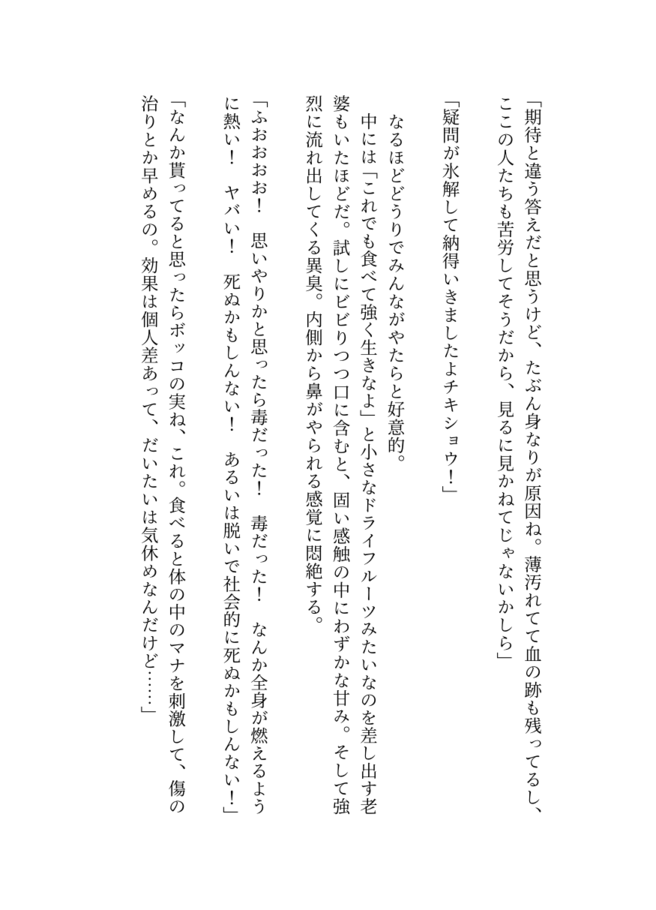 「期待と違う答えだと思うけど、たぶん身なりが原因ね。薄汚れてて血の跡も残ってるし、
ここの人たちも苦労してそうだから、見るに見かねてじゃないかしら」
「疑問が氷解して納得いきましたよチキショウ！」
なるほどどうりでみんながやたらと好意的。
中には「これでも食べて強く生きなよ」と小さなドライフルーツみたいなのを差し出す老
婆もいたほどだ。試しにビビりつつ口に含むと、固い感触の中にわずかな甘み。そして強
烈に流れ出してくる異臭。内側から鼻がやられる感覚に悶絶する。
「ふおおおお！　思いやりかと思ったら毒だった！　毒だった！　なんか全身が燃えるよう
に熱い！　ヤバい！　死ぬかもしんない！　あるいは脱いで社会的に死ぬかもしんない！」
「なんか貰ってると思ったらボッコの実ね、これ。食べると体の中のマナを刺激して、傷の
治りとか早めるの。効果は個人差あって、だいたいは気休めなんだけど……」